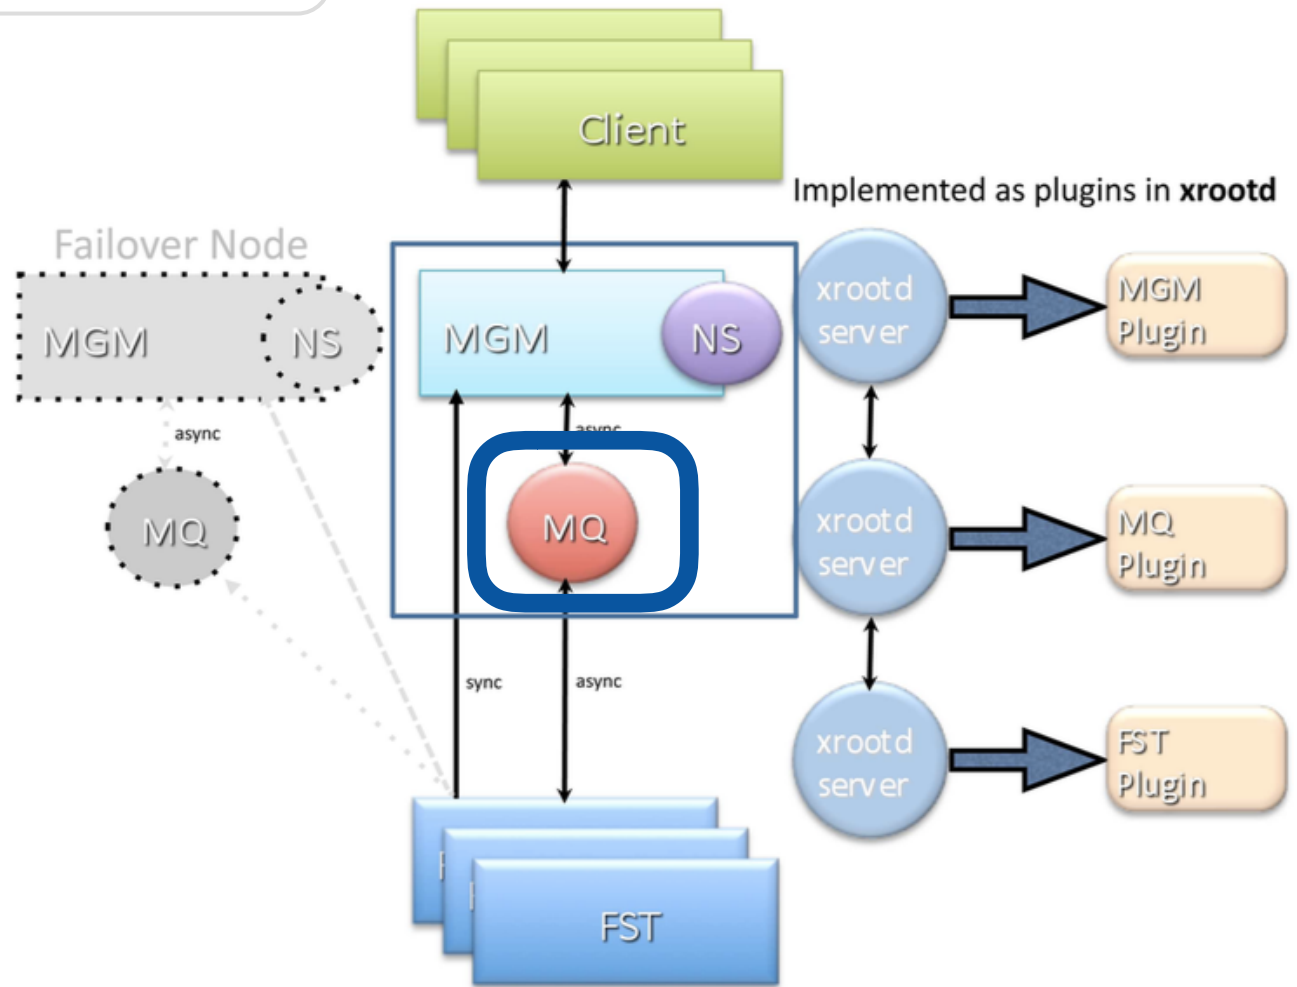 Client
Implemented as plugins in xrootd
Failover Node
MGM
NS
MGM
NS
xrootd
server
MGM
Plugin
async
async
MQ
MQ
xrootd
server
MQ
Plugin
sync
async
xrootd
server
FST
Plugin
FST